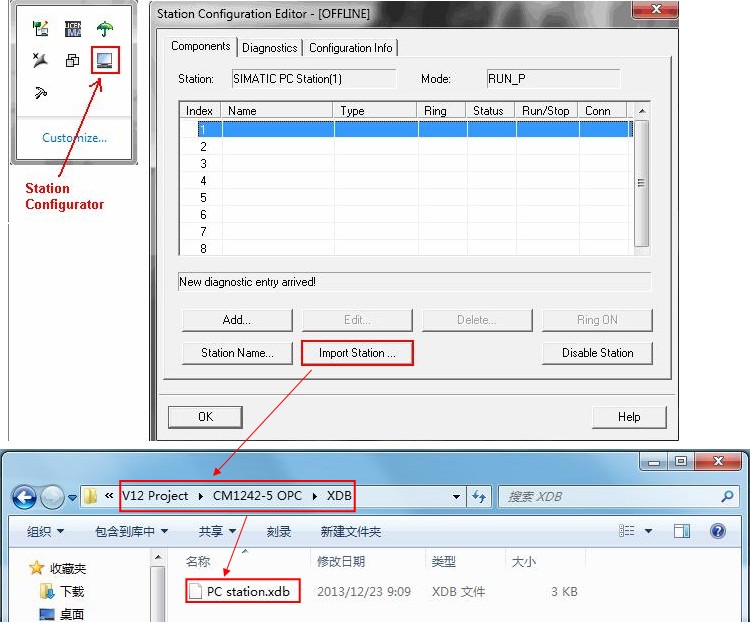 Station Configuration Editor - [OFFLINE]
Components Diagnostics Configuration Info
Station: SIMATIC PC Station(1) Mode: RUN_P
Index Name Type Ring Status Run/Stop Conn
1
2
3
4
5
6
7
8
New diagnostic entry arrived!
Add... Edit... Delete... Ring ON
Station Name... Import Station ... Disable Station
OK Help
Customize...
Station
Configurator
« V12 Project CM1242-5 OPC XDB
搜索 XDB
组织 包含到库中 共享 刻录 新建文件夹
收藏夹
下载
桌面
名称 修改日期 类型 大小
PC station.xdb 2013/12/23 9:09 XDB 文件 3 KB